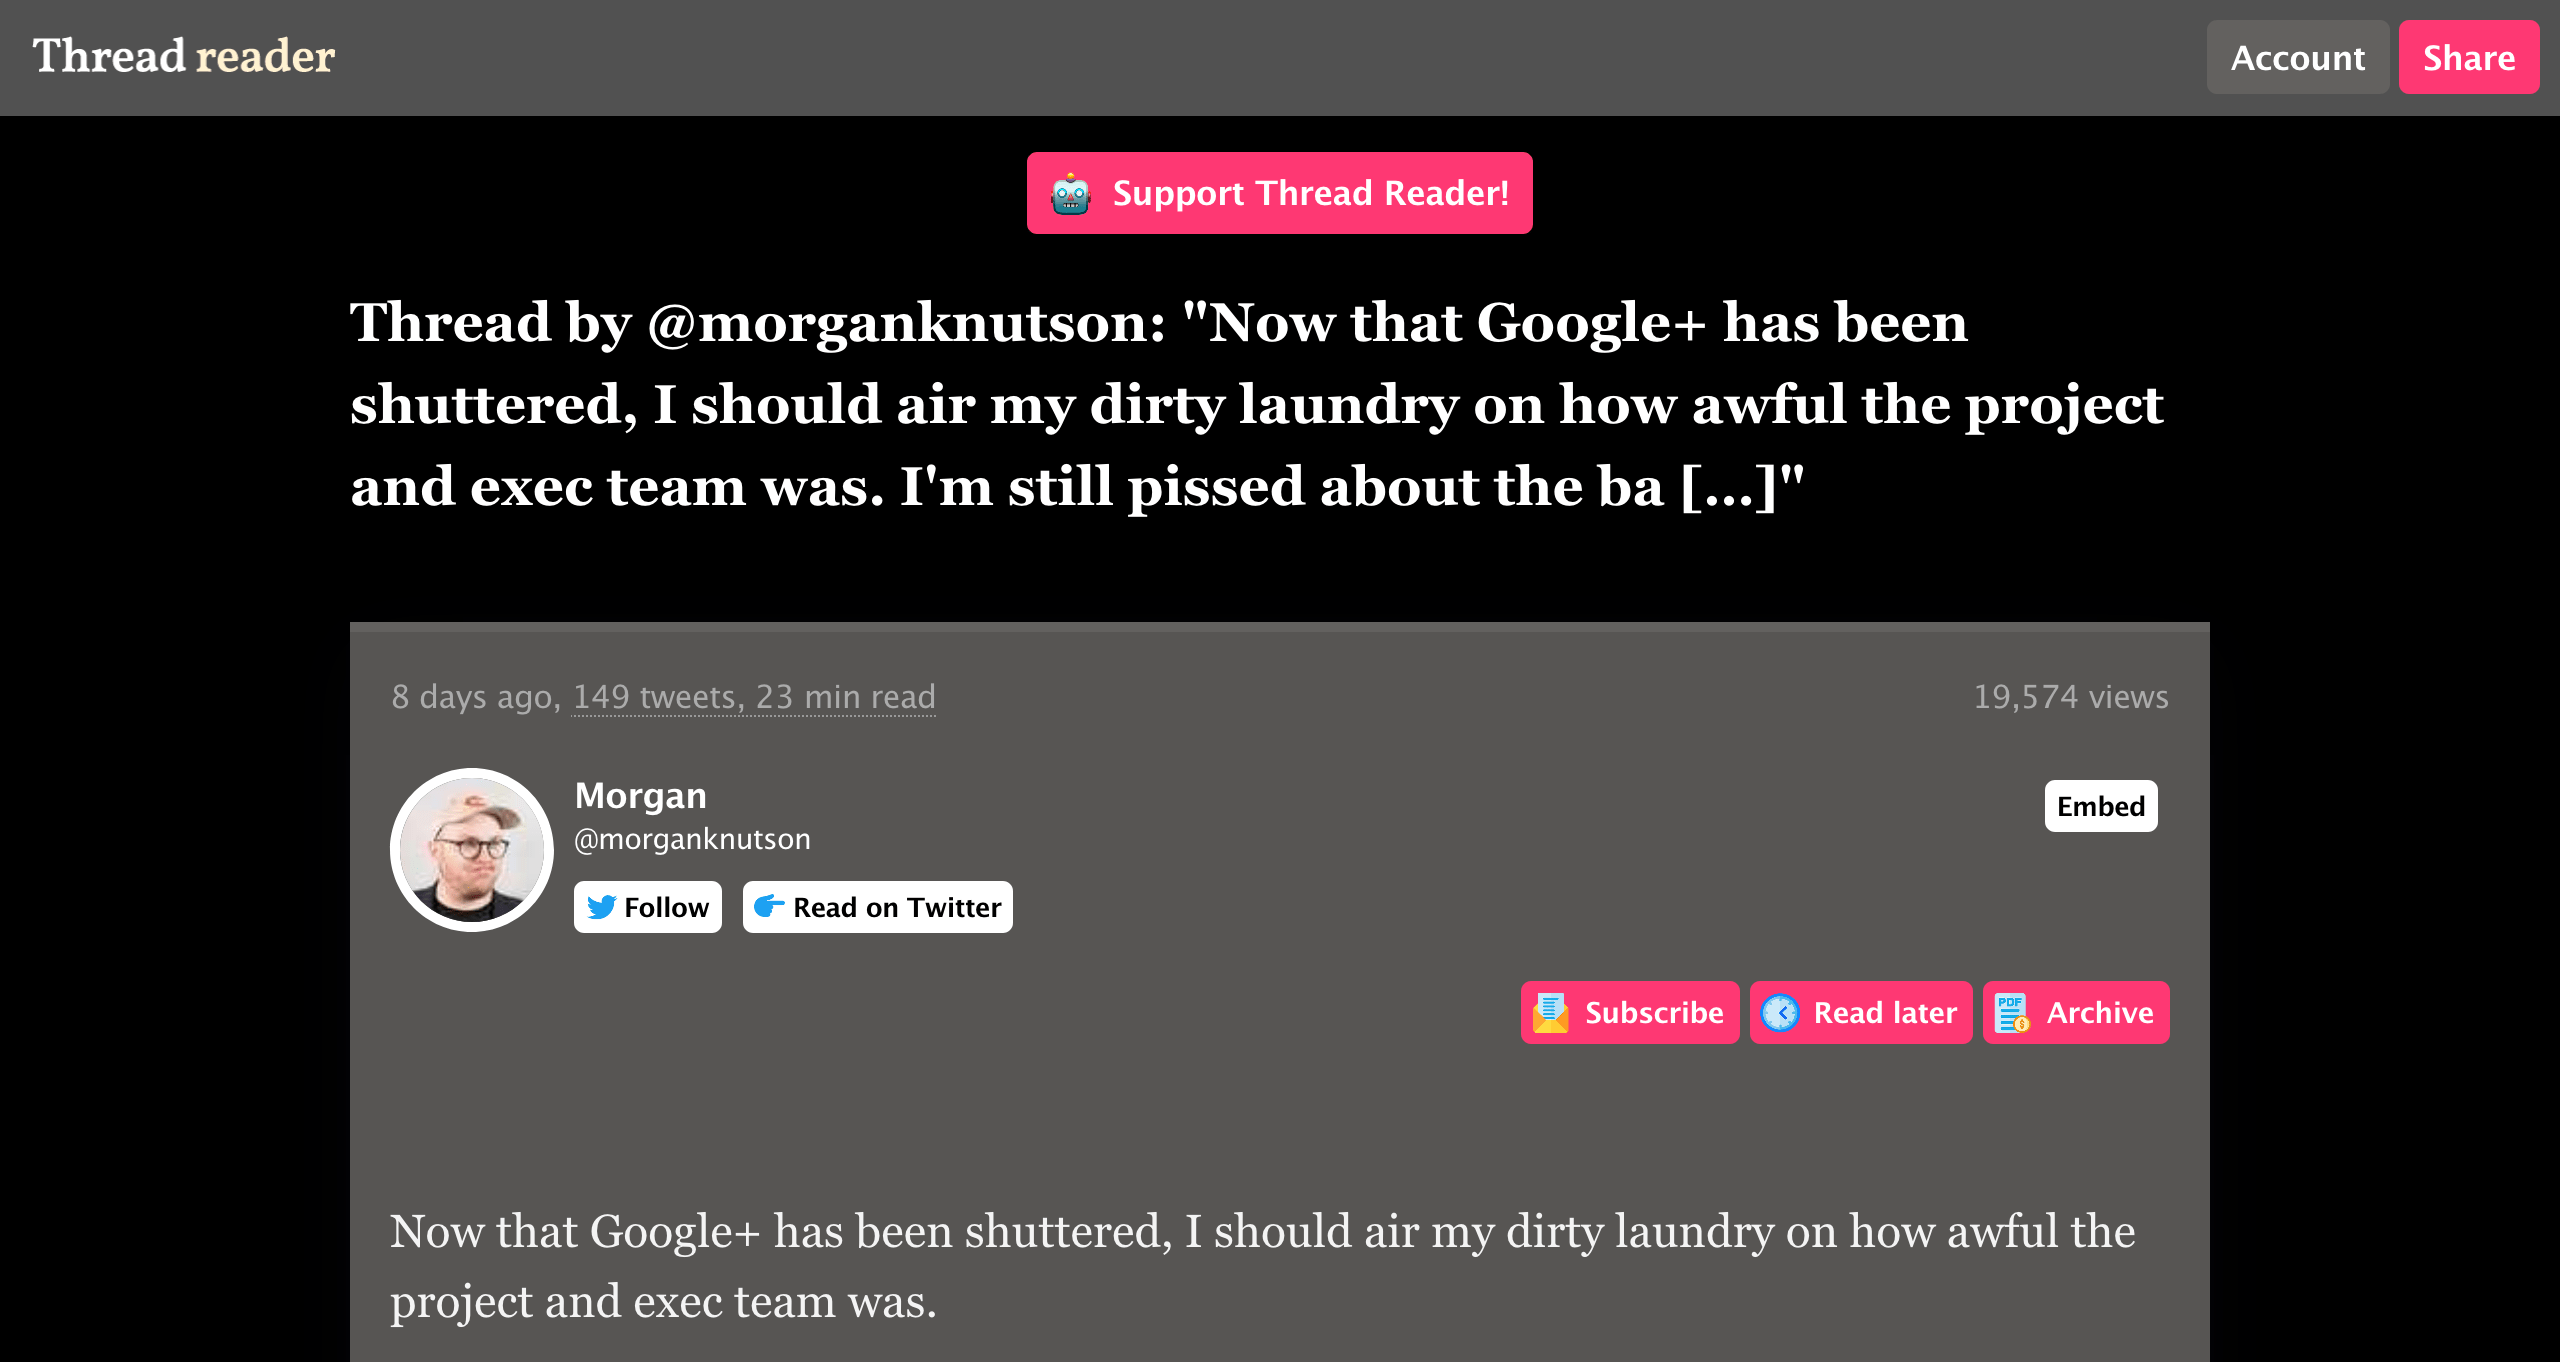 Thread reader
Account
Share
Support Thread Reader!
Thread by @morganknutson: "Now that Google+ has been
shuttered, I should air my dirty laundry on how awful the project
and exec team was. I'm still pissed about the ba [...]"
8 days ago, 149 tweets, 23 min read
19,574 views
Morgan
@morganknutson
Embed
Follow
Read on Twitter
Subscribe
Read later
PDF
Archive
Now that Google+ has been shuttered, I should air my dirty laundry on how awful the
project and exec team was.